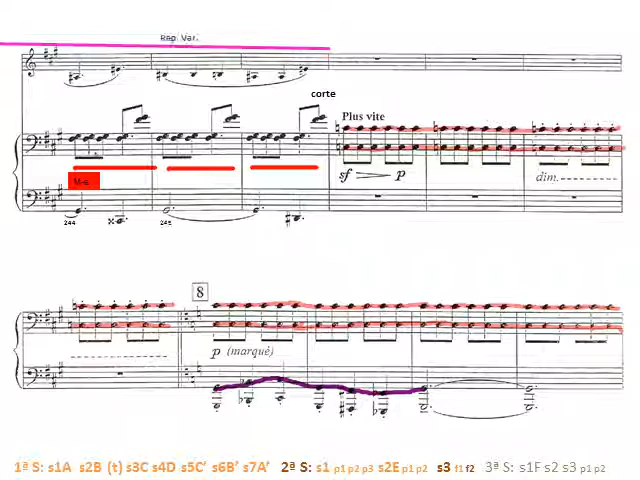 Rep. Var.
corte
Plus vite
sf p dim.
M-a
244 245
8
p (marqué)
1ª S: s1A s2B (t) s3C s4D s5C’ s6B’ s7A’ 2ª S: s1 p1 p2 p3 s2E p1 p2 s3 f1 f2 3ª S: s1F s2 s3 p1 p2